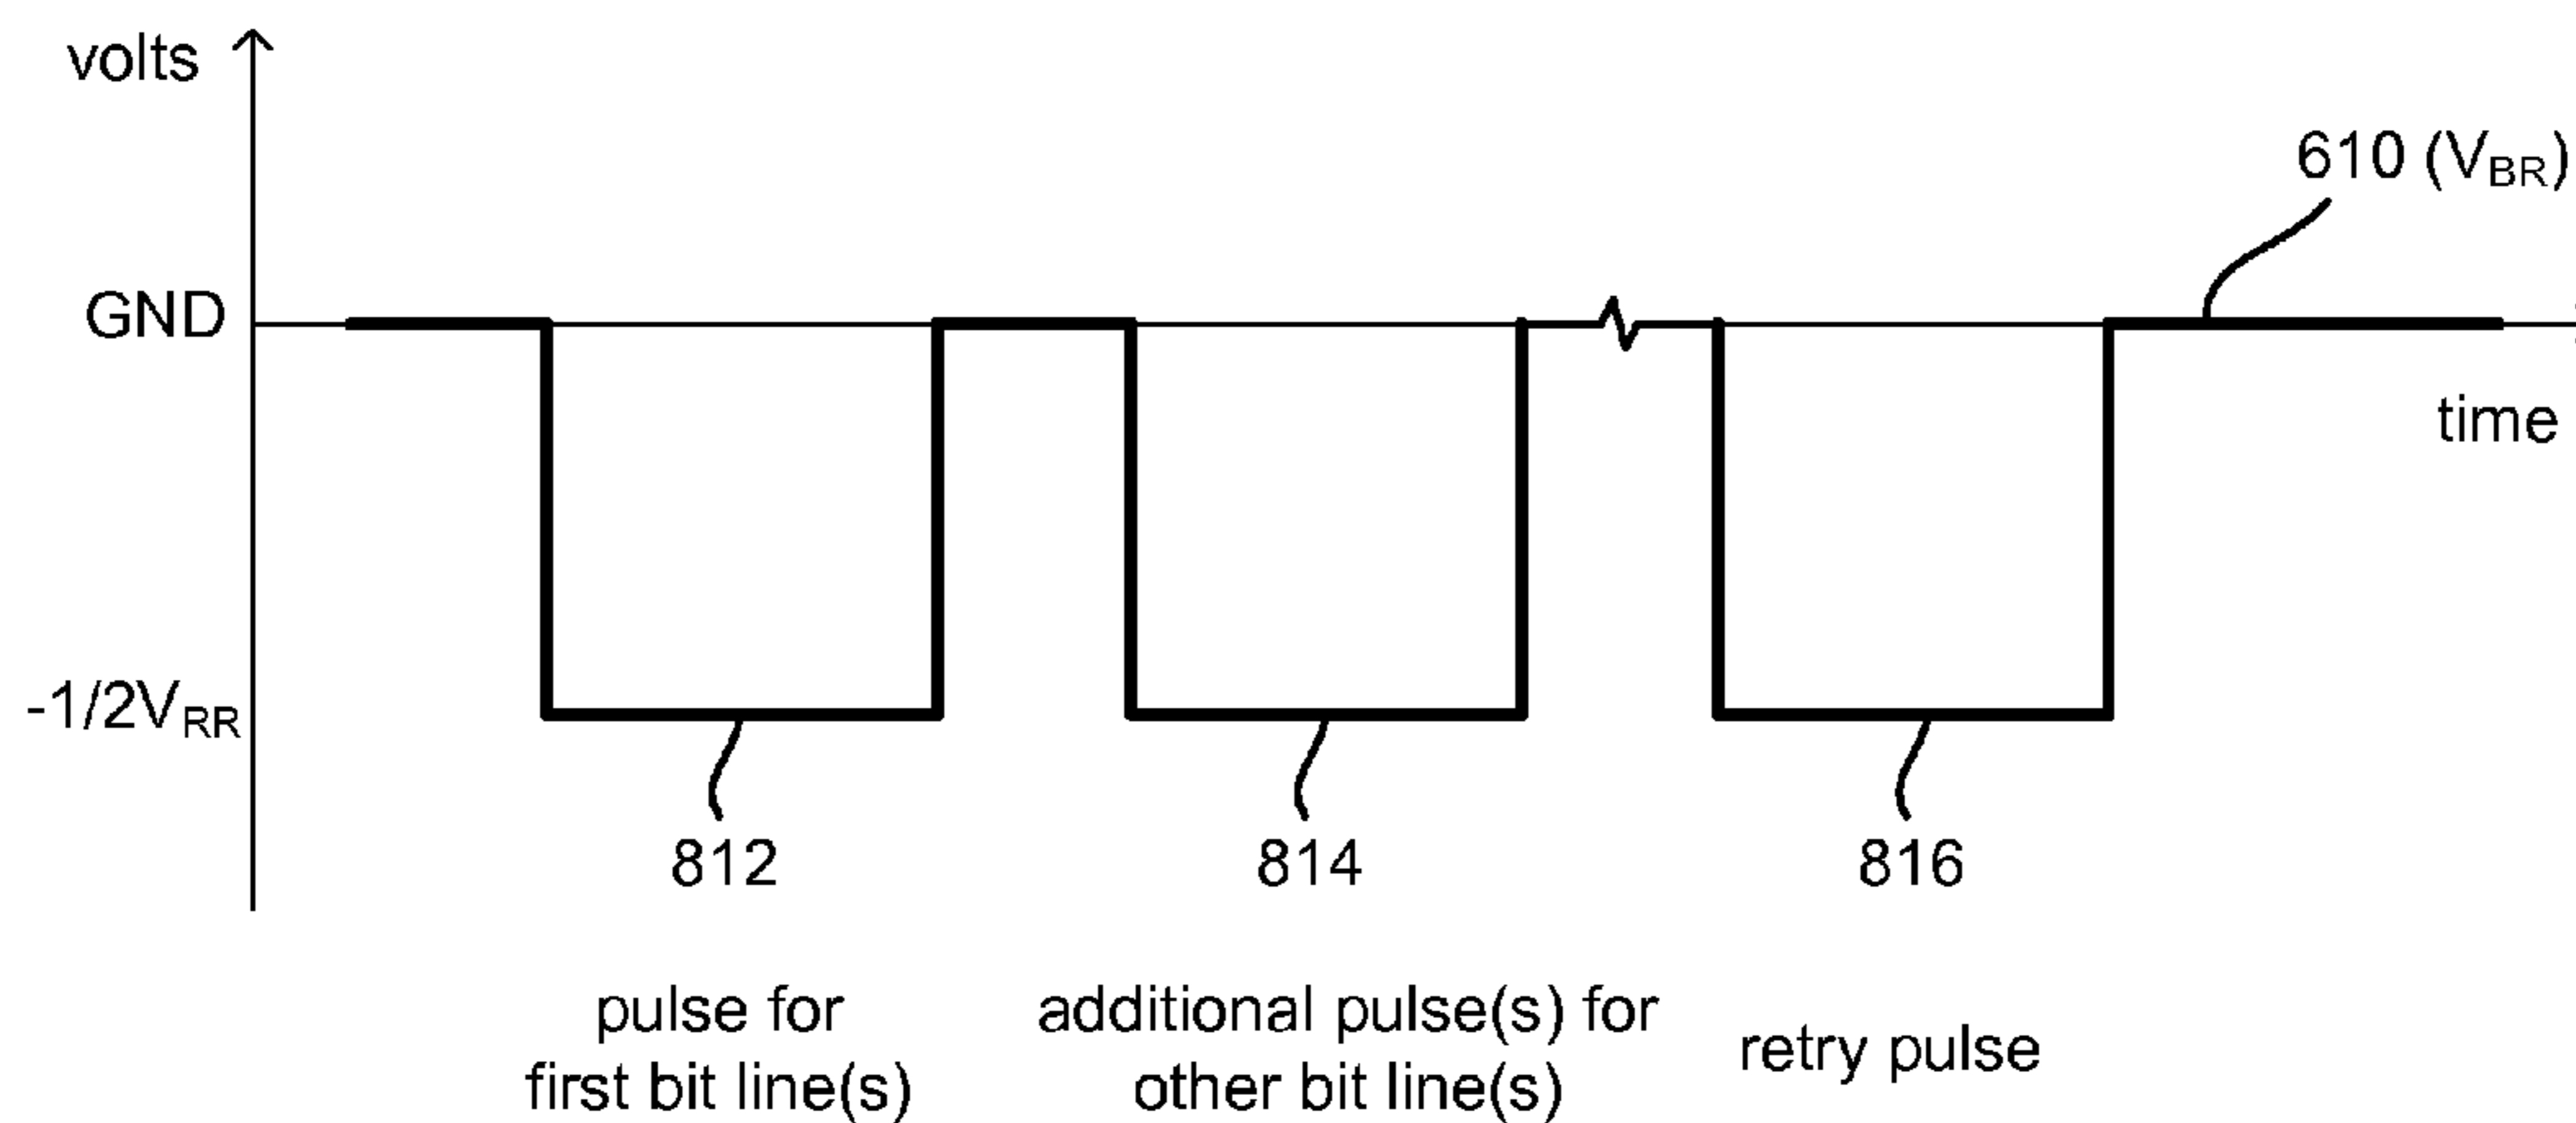 volts
610 (VBR)
GND
time
-1/2VRR
812
814
816
pulse for
first bit line(s)
additional pulse(s) for
other bit line(s)
retry pulse